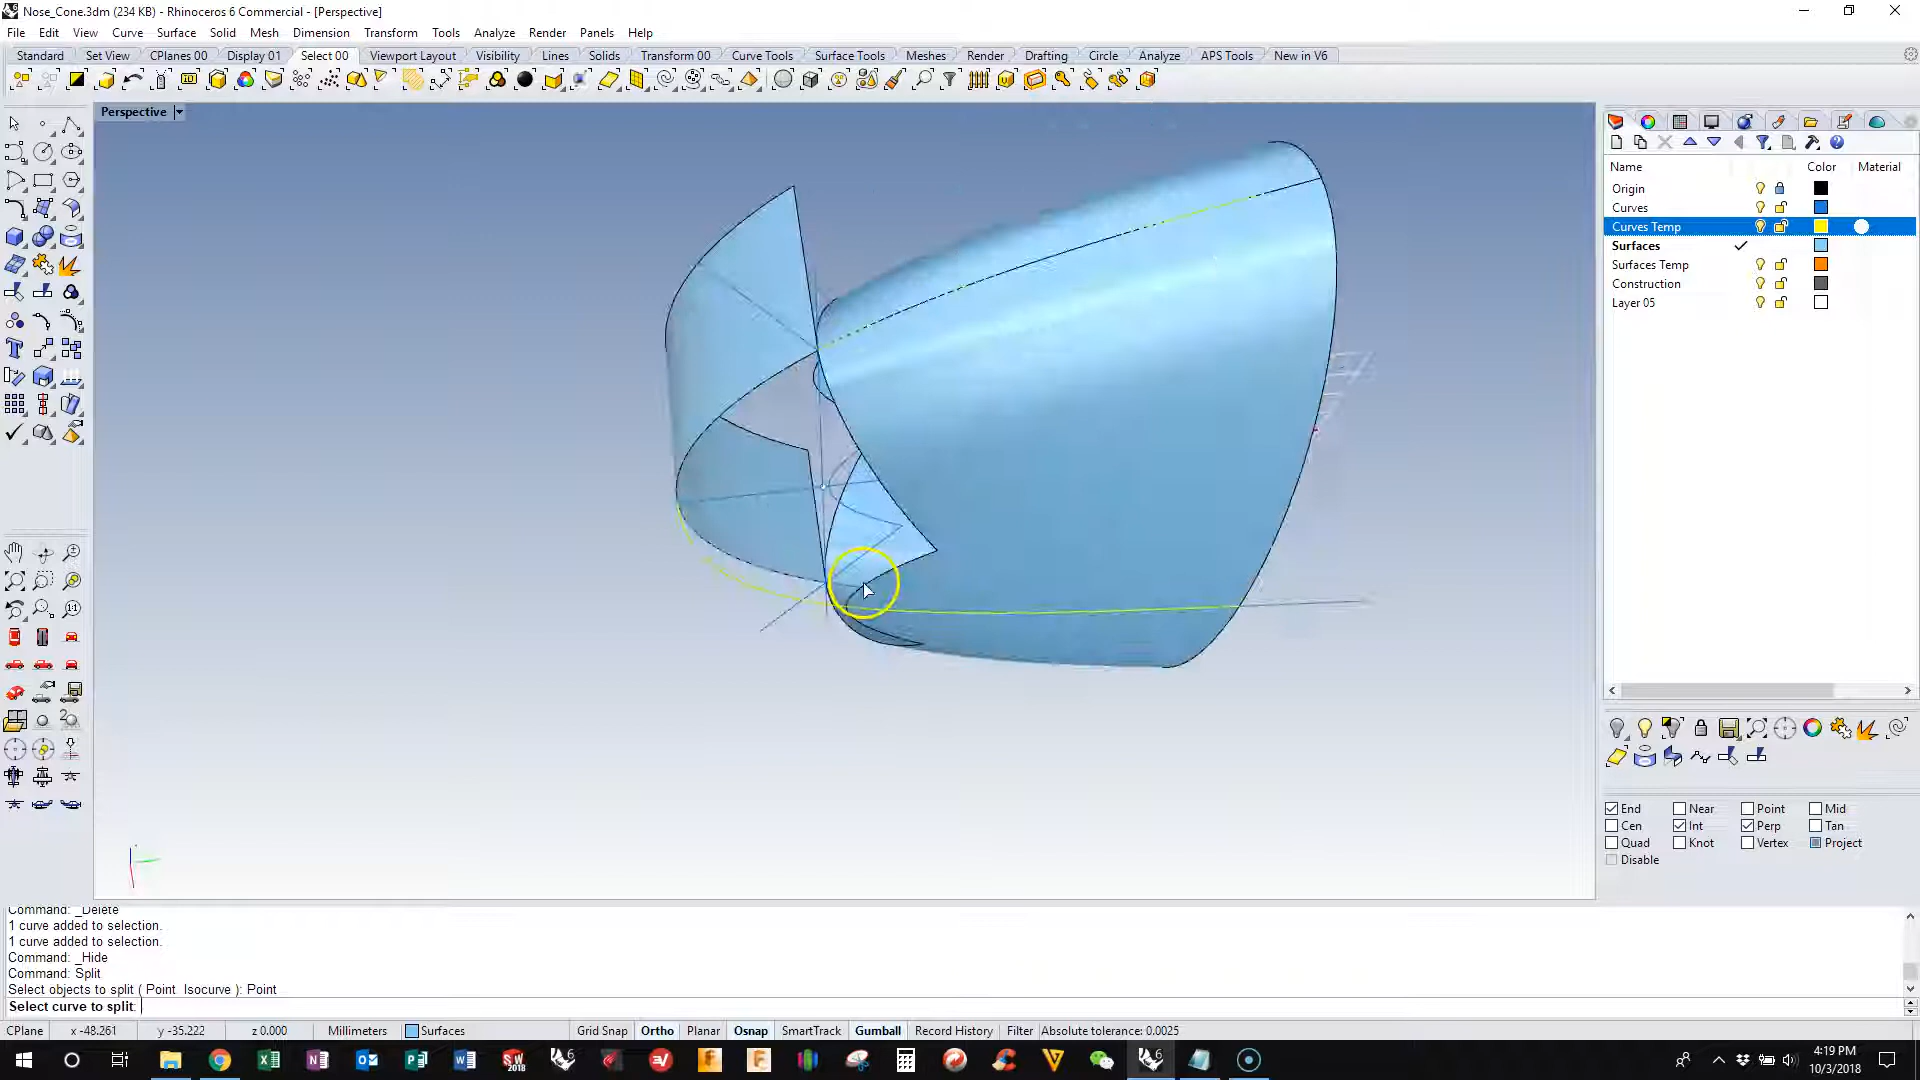 Nose_Cone.3dm (234 KB) - Rhinoceros 6 Commercial - [Perspective]
File Edit View Curve Surface Solid Mesh Dimension Transform Tools Analyze Render Panels Help
Standard Set View CPlanes 00 Display 01 Select 00 Viewport Layout Visibility Lines Solids Transform 00 Curve Tools Surface Tools Meshes Render Drafting Circle Analyze APS Tools New in V6
Perspective
Name Color Material
Origin
Curves
Curves Temp
Surfaces
Surfaces Temp
Construction
Layer 05
End Near Point Mid
Cen Int Perp Tan
Quad Knot Vertex Project
Disable
Command: _Delete
1 curve added to selection.
1 curve added to selection.
Command: _Hide
Command: Split
Select objects to split ( Point Isocurve ): Point
Select curve to split:
CPlane x -48.261 y -35.222 z 0.000 Millimeters Surfaces Grid Snap Ortho Planar Osnap SmartTrack Gumball Record History Filter Absolute tolerance: 0.0025
4:19 PM
10/3/2018